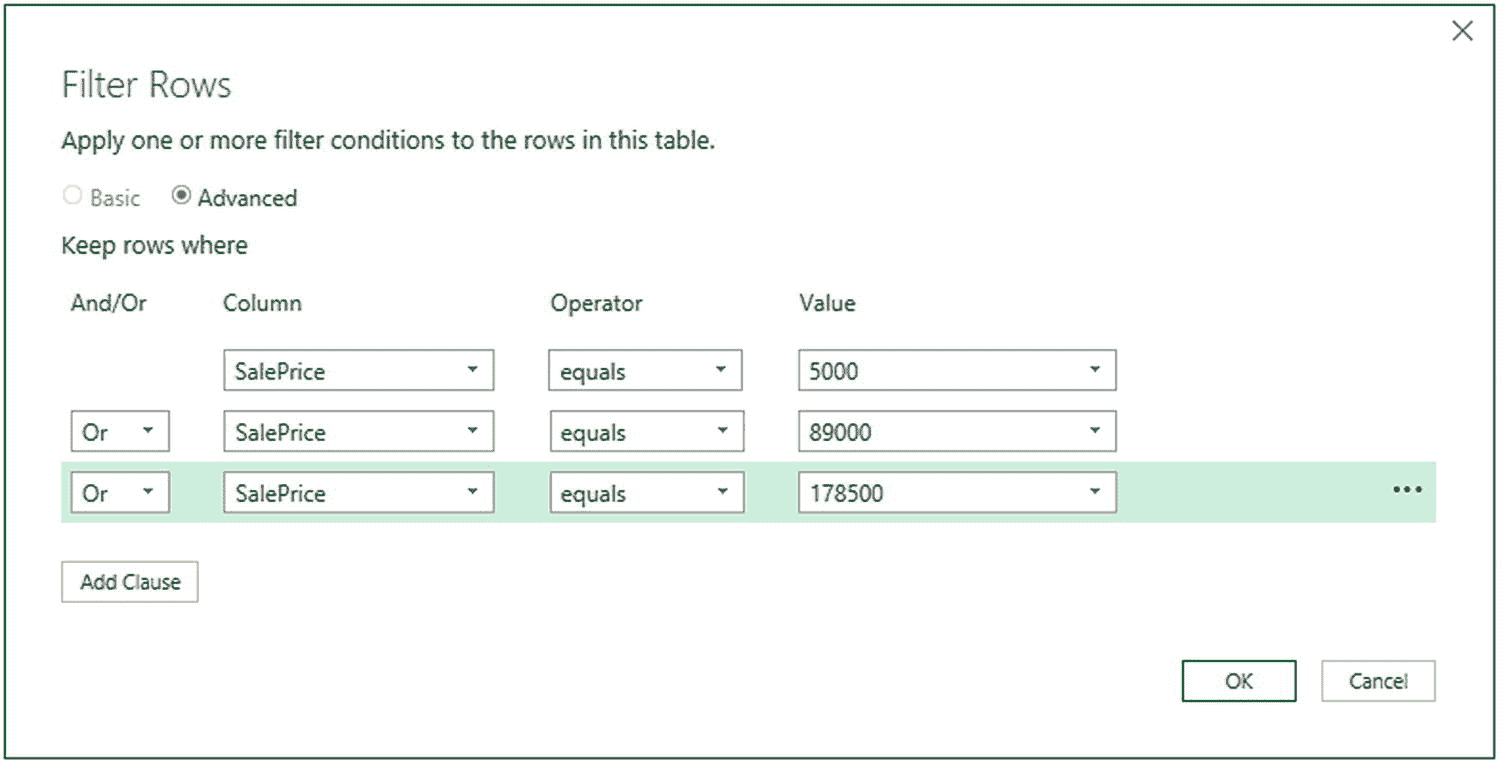 Filter Rows
Apply one or more filter conditions to the rows in this table.
Basic Advanced
Keep rows where
And/Or Column Operator Value
SalePrice equals 5000
Or SalePrice equals 89000
Or SalePrice equals 178500
Add Clause
OK Cancel